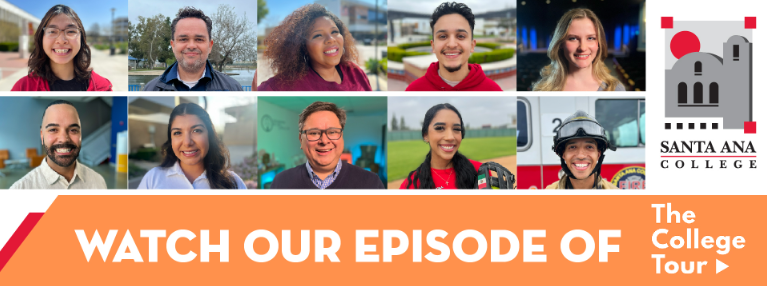 SANTA ANA
COLLEGE
WATCH OUR EPISODE OF
The
College
Tour